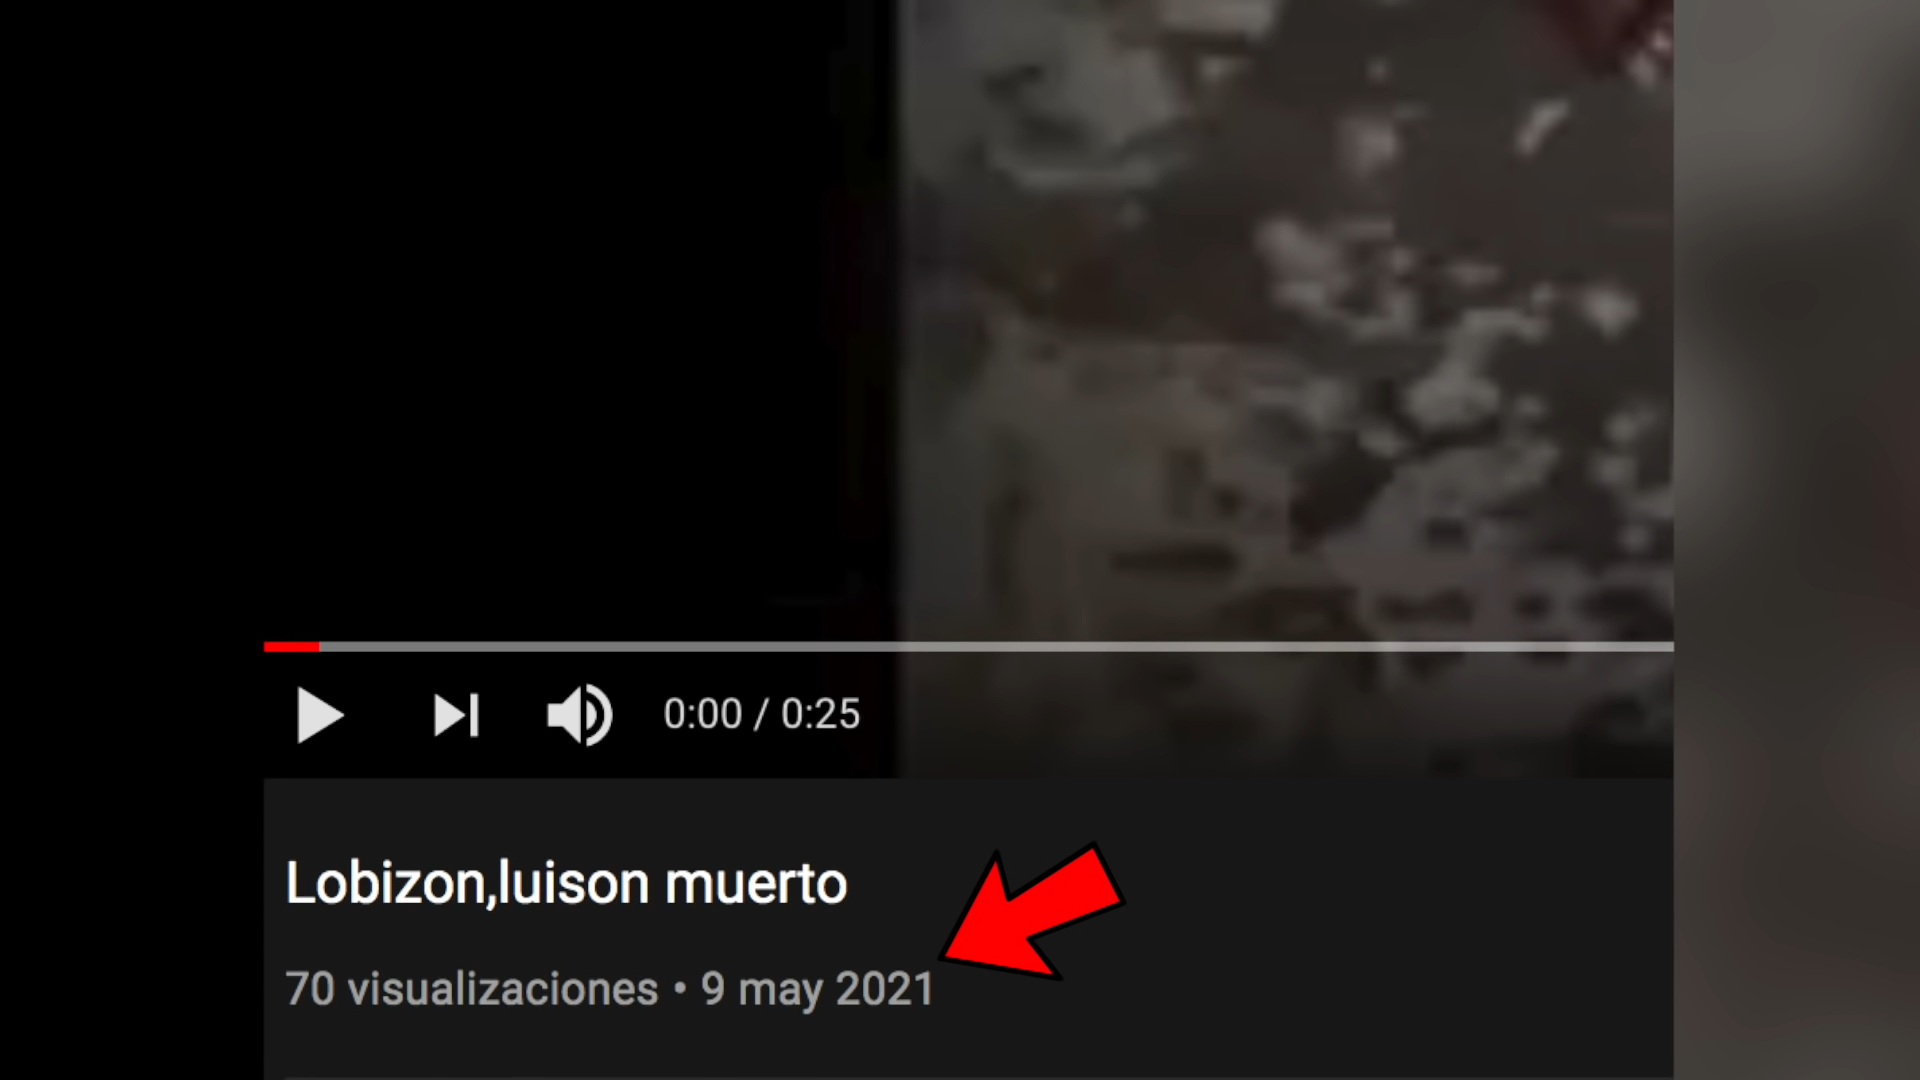 0:00 / 0:25
Lobizon,luison muerto
70 visualizaciones • 9 may 2021